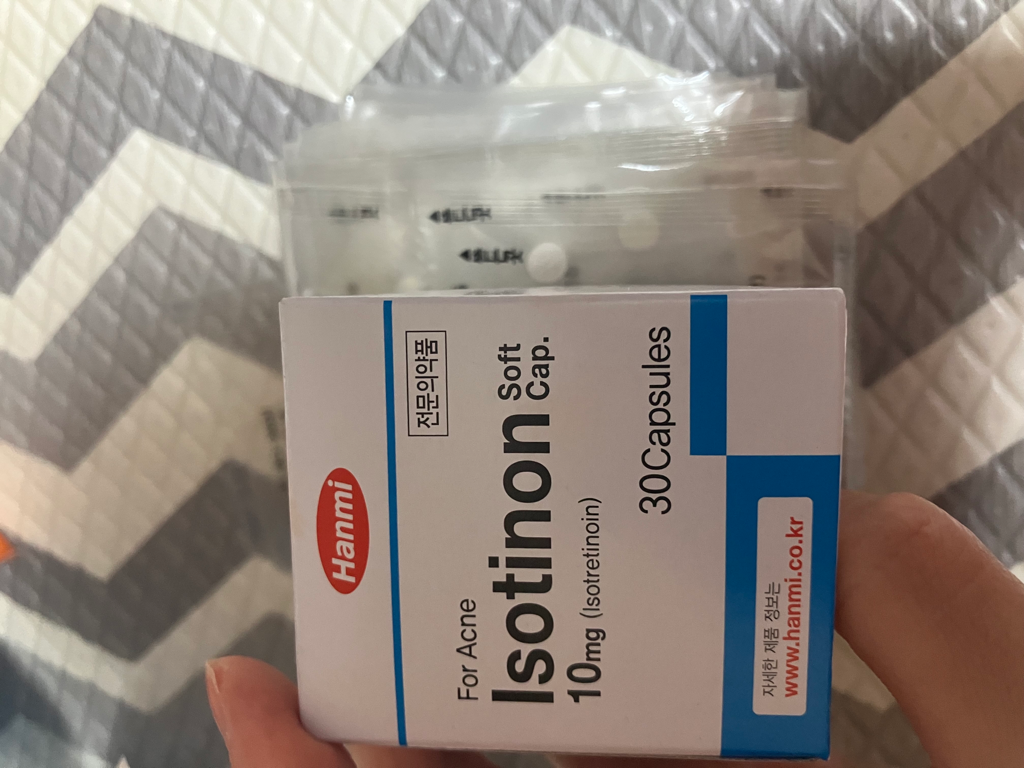 Hanmi
전문의약품
For Acne
Isotinon Soft Cap.
10mg (Isotretinoin)
30Capsules
자세한 제품 정보는
www.hanmi.co.kr